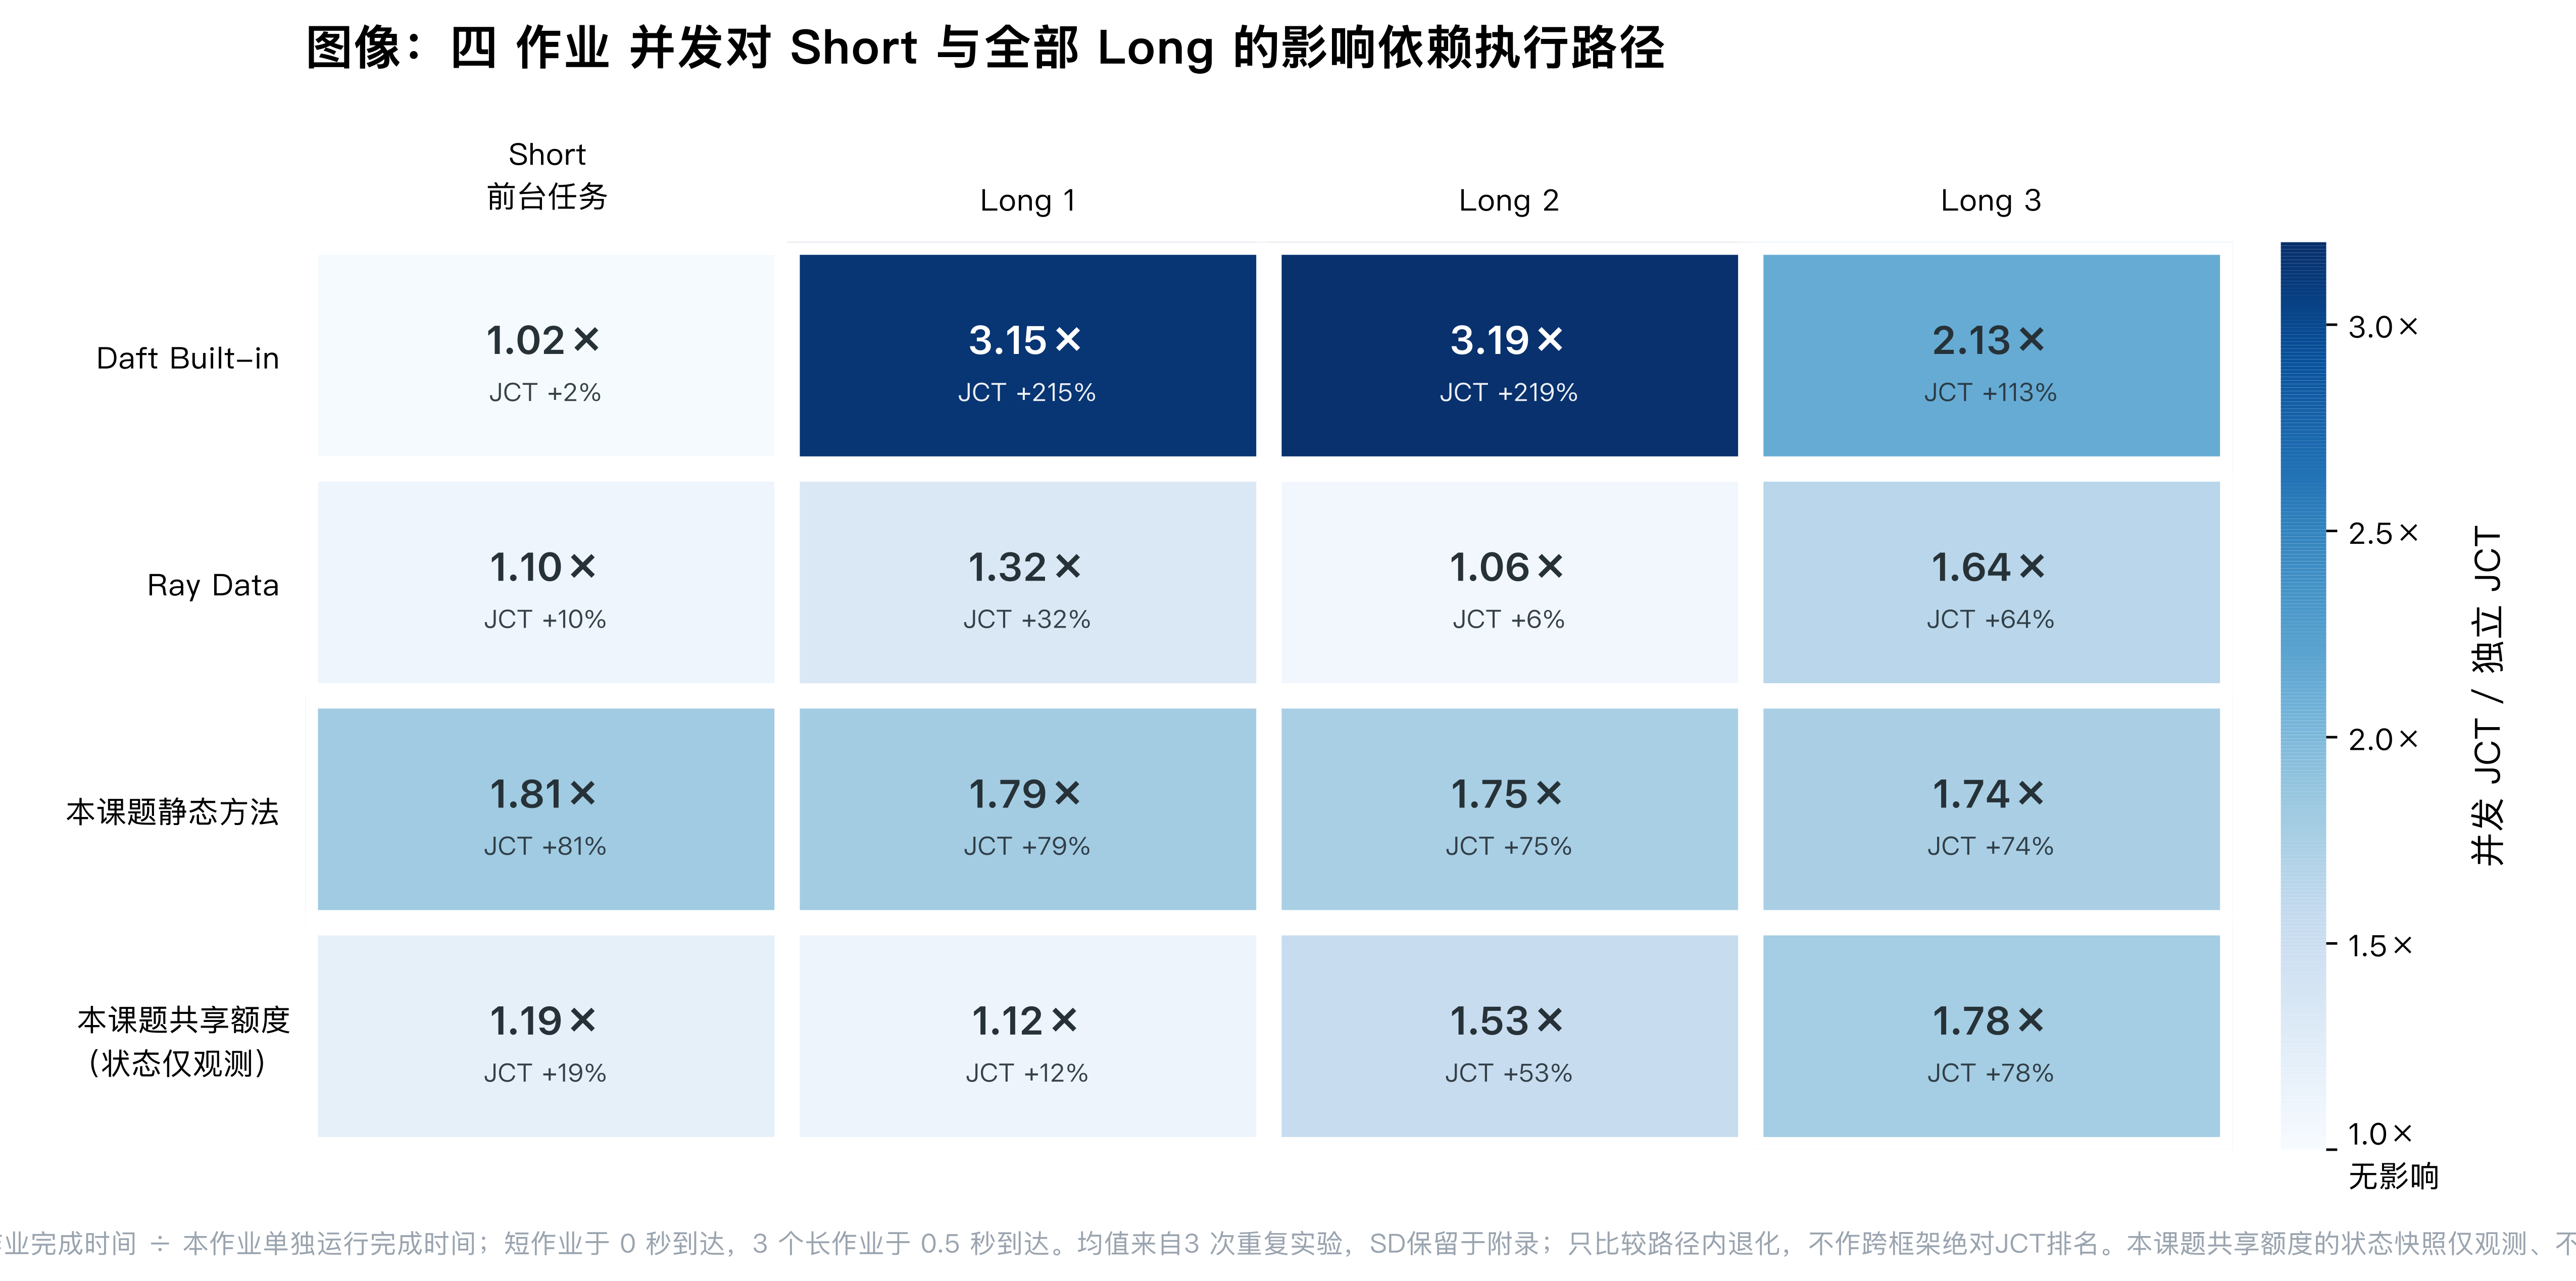 图像：四 作业 并发对 Short 与全部 Long 的影响依赖执行路径
Short
前台任务
Long 1
Long 2
Long 3
Daft Built-in
1.02×
JCT +2%
3.15×
JCT +215%
3.19×
JCT +219%
2.13×
JCT +113%
Ray Data
1.10×
JCT +10%
1.32×
JCT +32%
1.06×
JCT +6%
1.64×
JCT +64%
本课题静态方法
1.81×
JCT +81%
1.79×
JCT +79%
1.75×
JCT +75%
1.74×
JCT +74%
本课题共享额度
（状态仅观测）
1.19×
JCT +19%
1.12×
JCT +12%
1.53×
JCT +53%
1.78×
JCT +78%
3.0×
2.5×
2.0×
1.5×
1.0×
无影响
并发 JCT / 独立 JCT
业完成时间 ÷ 本作业单独运行完成时间；短作业于 0 秒到达，3 个长作业于 0.5 秒到达。均值来自3 次重复实验，SD保留于附录；只比较路径内退化，不作跨框架绝对JCT排名。本课题共享额度的状态快照仅观测、不